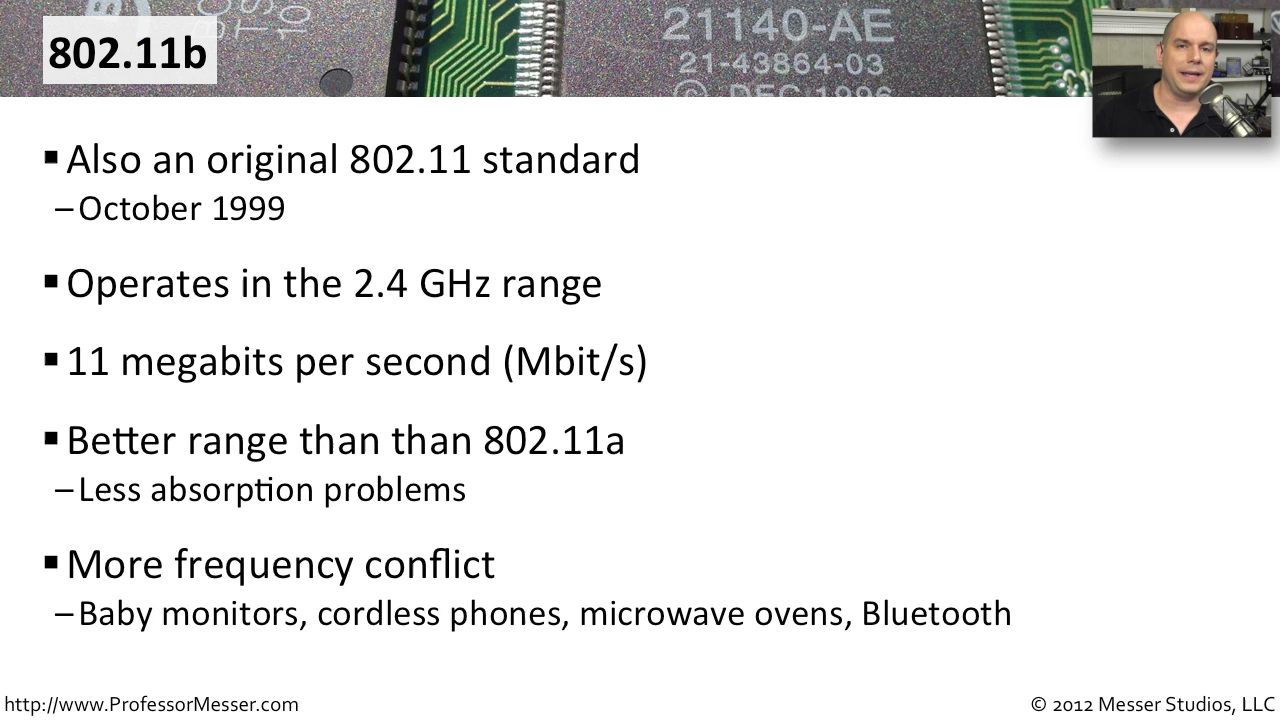 802.11b
21140-AE
21-43864-03
© DEC 1996
▪ Also an original 802.11 standard
– October 1999
▪ Operates in the 2.4 GHz range
▪ 11 megabits per second (Mbit/s)
▪ Better range than than 802.11a
– Less absorption problems
▪ More frequency conflict
– Baby monitors, cordless phones, microwave ovens, Bluetooth
http://www.ProfessorMesser.com
© 2012 Messer Studios, LLC